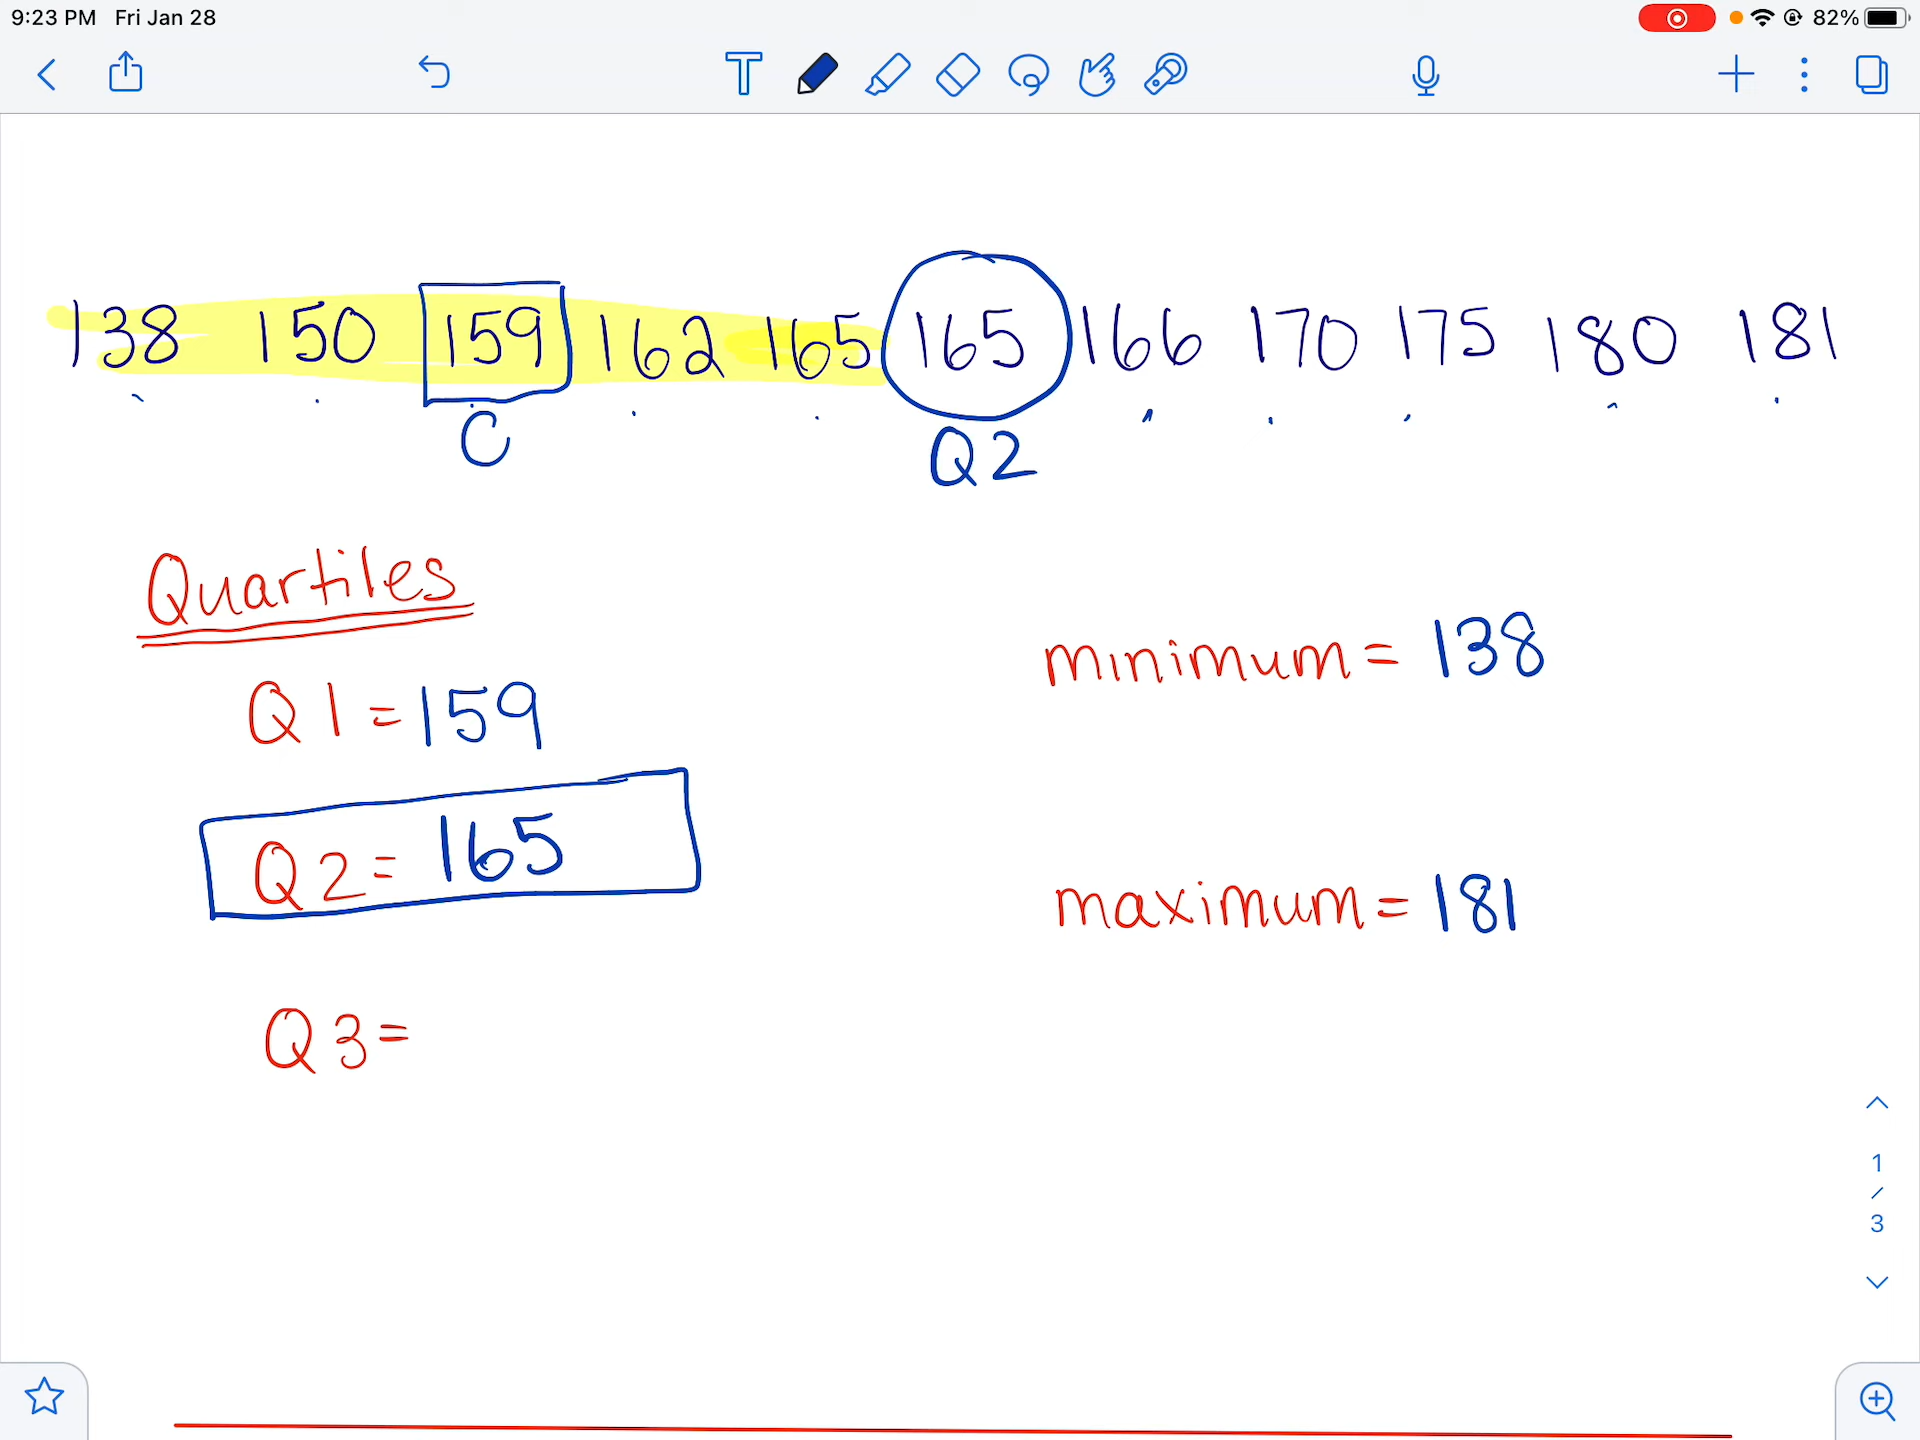 9:23 PM Fri Jan 28 82%
T
138 150 159 162 165 165 166 170 175 180 181
C Q2
Quartiles
minimum = 138
Q1 = 159
Q2 = 165
maximum = 181
Q3 =
1
/
3